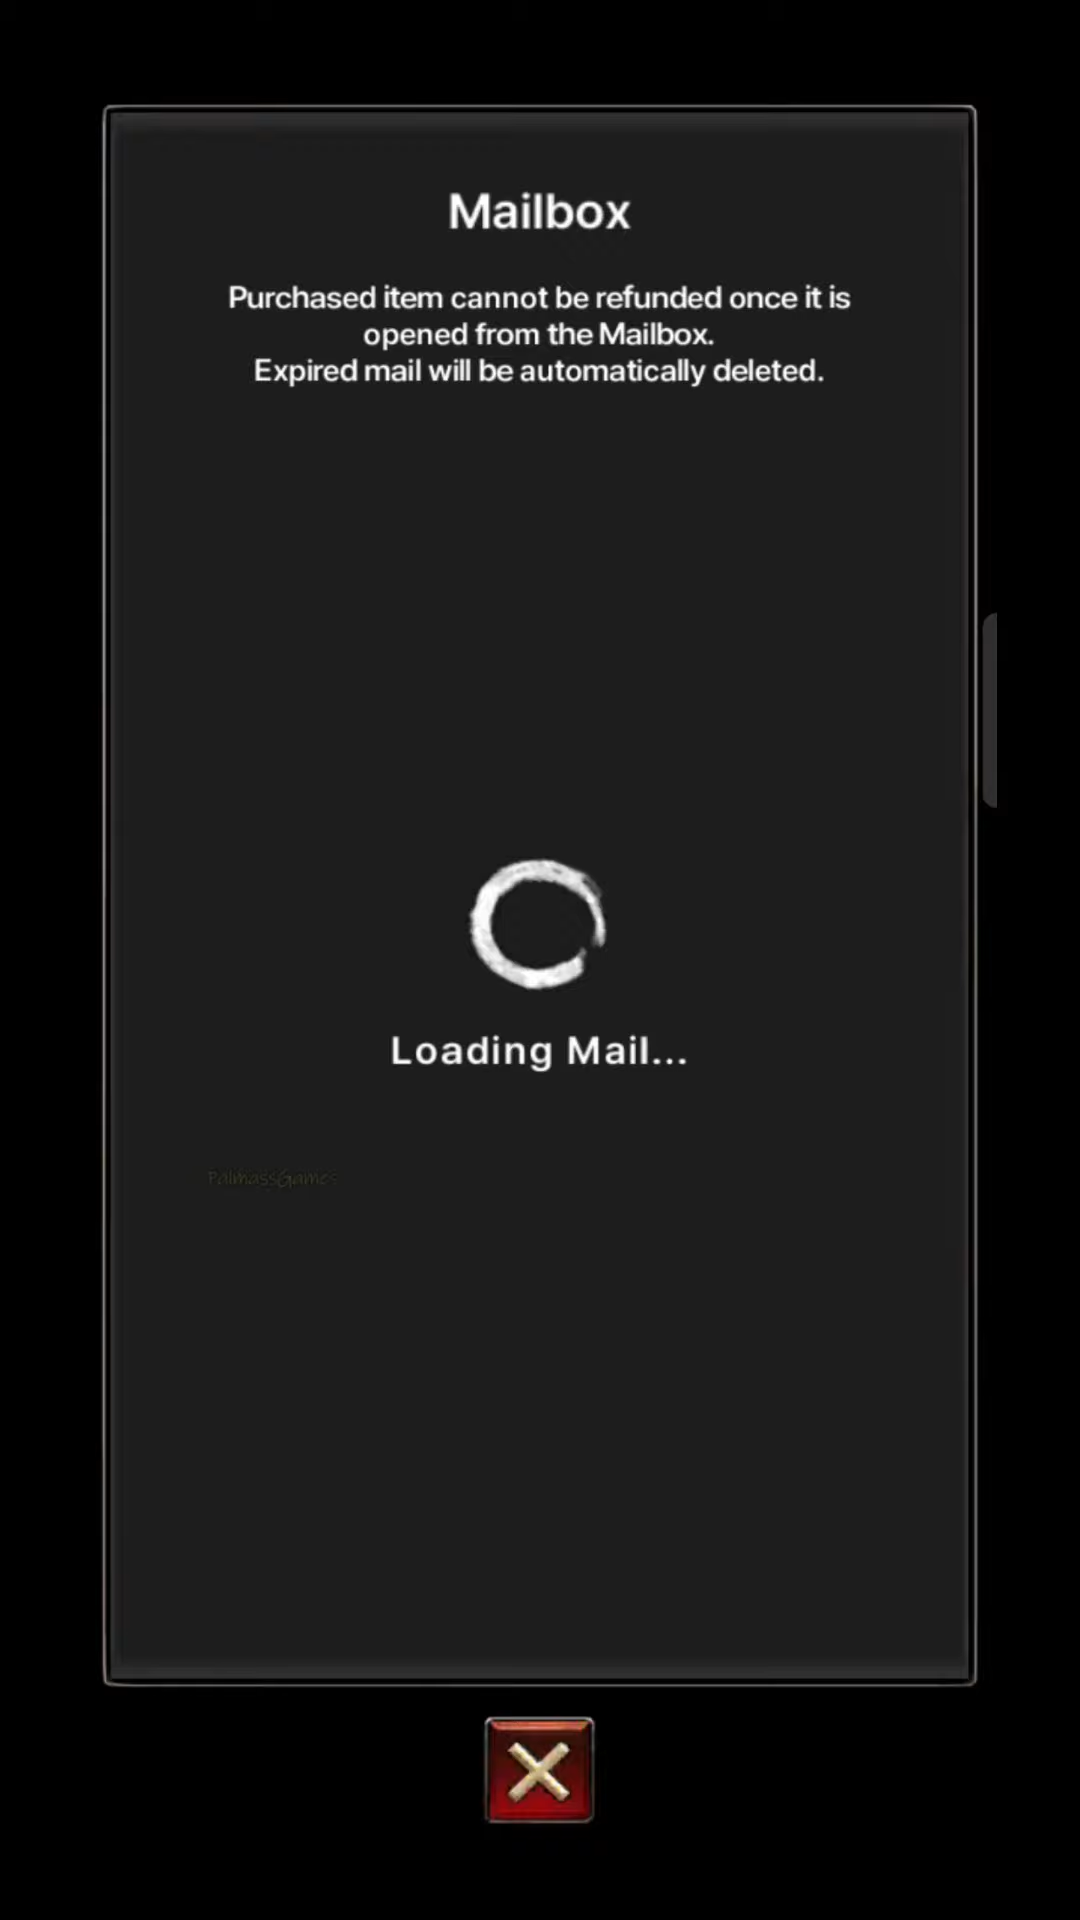 Mailbox
Purchased item cannot be refunded once it is
opened from the Mailbox.
Expired mail will be automatically deleted.
Loading Mail...
PalmassGames